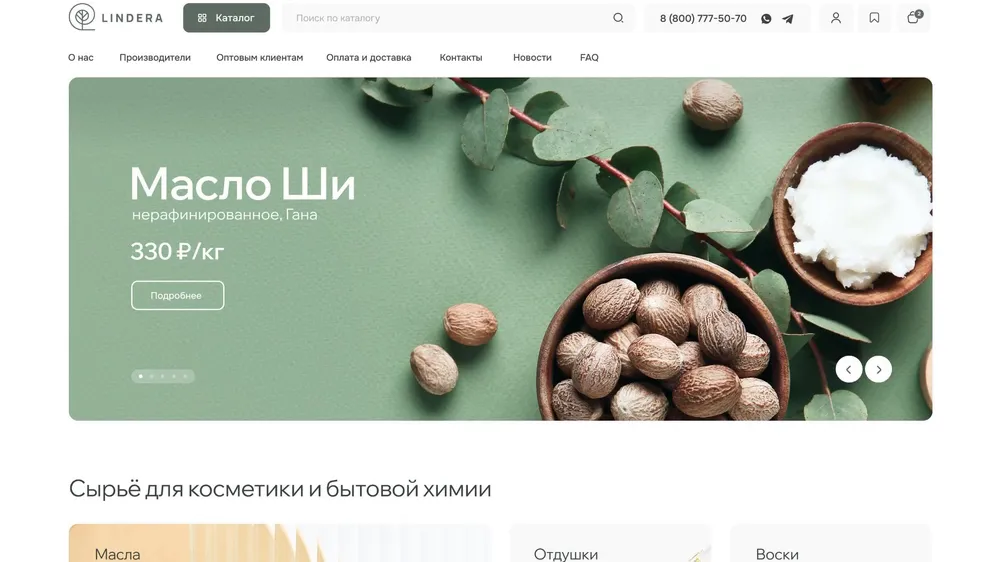 LINDERA
Каталог
Поиск по каталогу
8 (800) 777-50-70
2
О нас
Производители
Оптовым клиентам
Оплата и доставка
Контакты
Новости
FAQ
Масло Ши
нерафинированное, Гана
330 ₽/кг
Подробнее
Сырьё для косметики и бытовой химии
Масла
Отдушки
Воски